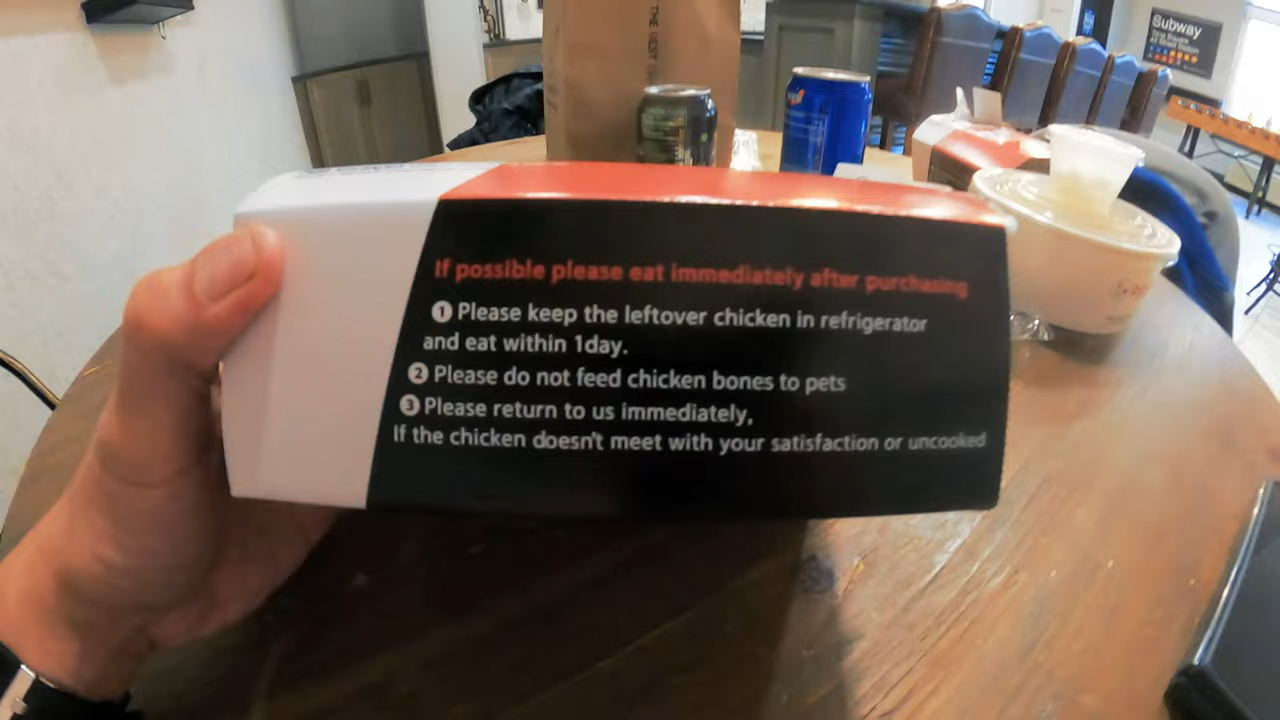 THE BEST
Subway
If possible please eat immediately after purchasing
❶ Please keep the leftover chicken in refrigerator
and eat within 1day.
❷ Please do not feed chicken bones to pets
❸ Please return to us immediately,
If the chicken doesn't meet with your satisfaction or uncooked